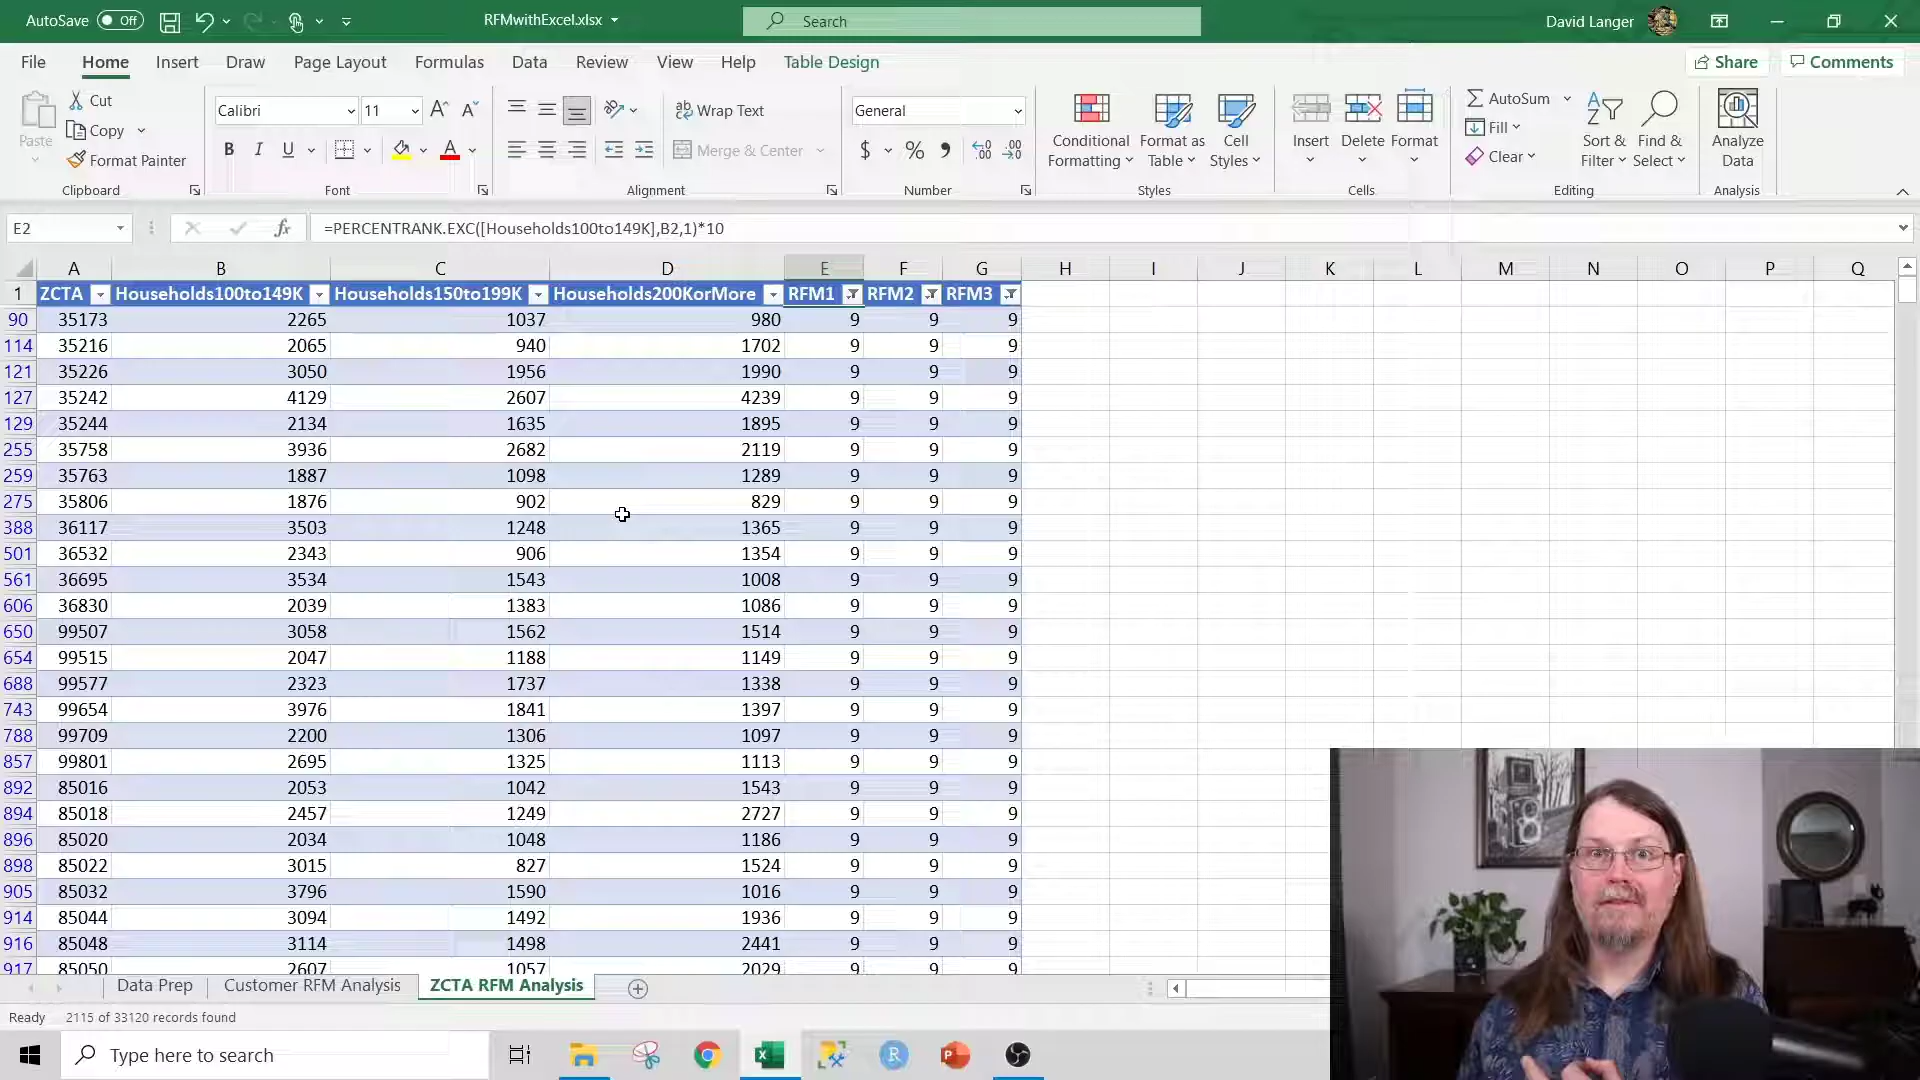 AutoSave Off RFMwithExcel.xlsx Search David Langer
File Home Insert Draw Page Layout Formulas Data Review View Help Table Design Share Comments
Paste Cut Copy Format Painter Clipboard
Calibri 11 B I U Font
Wrap Text Merge & Center Alignment
General $ % Number
Conditional Formatting Format as Table Cell Styles Styles
Insert Delete Format Cells
AutoSum Fill Clear Sort & Filter Find & Select Editing
Analyze Data Analysis
E2 fx =PERCENTRANK.EXC([Households100to149K],B2,1)*10
A B C D E F G H I J K L M N O P Q
1 ZCTA Households100to149K Households150to199K Households200KorMore RFM1 RFM2 RFM3
90 35173 2265 1037 980 9 9 9
114 35216 2065 940 1702 9 9 9
121 35226 3050 1956 1990 9 9 9
127 35242 4129 2607 4239 9 9 9
129 35244 2134 1635 1895 9 9 9
255 35758 3936 2682 2119 9 9 9
259 35763 1887 1098 1289 9 9 9
275 35806 1876 902 829 9 9 9
388 36117 3503 1248 1365 9 9 9
501 36532 2343 906 1354 9 9 9
561 36695 3534 1543 1008 9 9 9
606 36830 2039 1383 1086 9 9 9
650 99507 3058 1562 1514 9 9 9
654 99515 2047 1188 1149 9 9 9
688 99577 2323 1737 1338 9 9 9
743 99654 3976 1841 1397 9 9 9
788 99709 2200 1306 1097 9 9 9
857 99801 2695 1325 1113 9 9 9
892 85016 2053 1042 1543 9 9 9
894 85018 2457 1249 2727 9 9 9
896 85020 2034 1048 1186 9 9 9
898 85022 3015 827 1524 9 9 9
905 85032 3796 1590 1016 9 9 9
914 85044 3094 1492 1936 9 9 9
916 85048 3114 1498 2441 9 9 9
917 85050 2607 1057 2029 9 9 9
Data Prep Customer RFM Analysis ZCTA RFM Analysis
Ready 2115 of 33120 records found
Type here to search